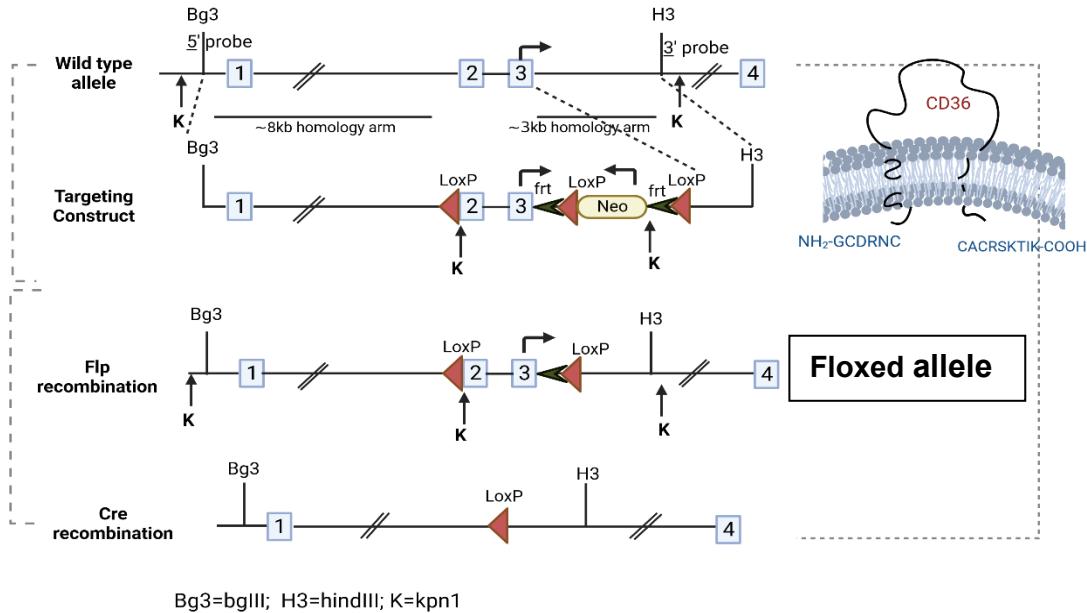 Bg3
H3
5' probe
3' probe
Wild type
allele
1
2
3
4
K
K
~8kb homology arm
~3kb homology arm
CD36
NH₂-GCDRNC
CACRSKTIK-COOH
Bg3
H3
Targeting
Construct
1
LoxP
2
3
frt
LoxP
Neo
frt
LoxP
K
K
Bg3
H3
Flp
recombination
1
LoxP
2
3
LoxP
4
K
K
K
Floxed allele
Bg3
H3
Cre
recombination
1
LoxP
4
Bg3=bgIII; H3=hindIII; K=kpn1